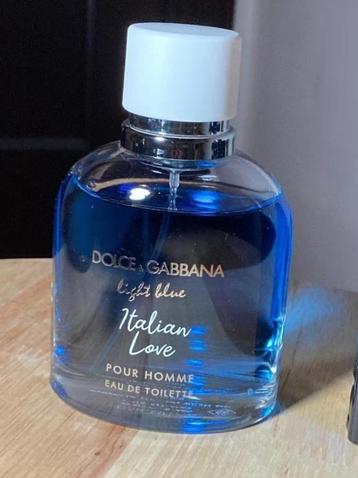 DOLCE & GABBANA
light blue
Italian
Love
POUR HOMME
EAU DE TOILETTE